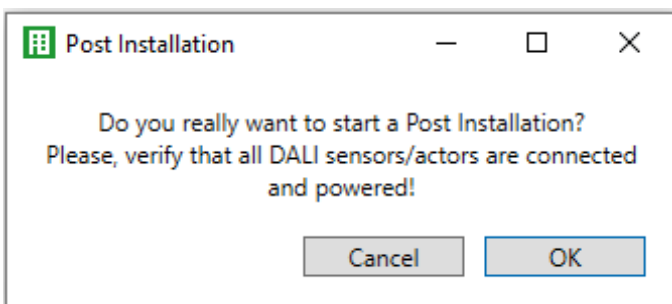 Post Installation
Do you really want to start a Post Installation?
Please, verify that all DALI sensors/actors are connected
and powered!
Cancel
OK